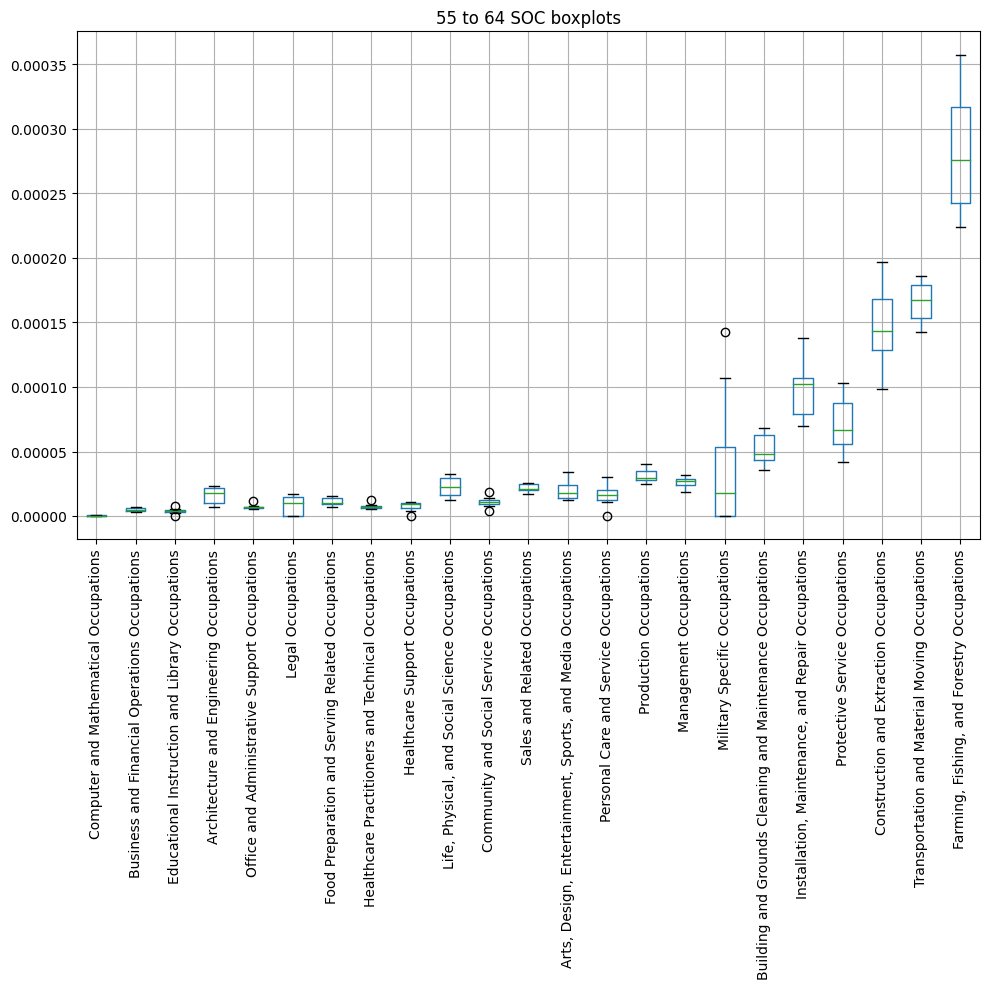 55 to 64 SOC boxplots
0.00035
0.00030
0.00025
0.00020
0.00015
0.00010
0.00005
0.00000
Computer and Mathematical Occupations
Business and Financial Operations Occupations
Educational Instruction and Library Occupations
Architecture and Engineering Occupations
Office and Administrative Support Occupations
Legal Occupations
Food Preparation and Serving Related Occupations
Healthcare Practitioners and Technical Occupations
Healthcare Support Occupations
Life, Physical, and Social Science Occupations
Community and Social Service Occupations
Sales and Related Occupations
Arts, Design, Entertainment, Sports, and Media Occupations
Personal Care and Service Occupations
Production Occupations
Management Occupations
Military Specific Occupations
Building and Grounds Cleaning and Maintenance Occupations
Installation, Maintenance, and Repair Occupations
Protective Service Occupations
Construction and Extraction Occupations
Transportation and Material Moving Occupations
Farming, Fishing, and Forestry Occupations